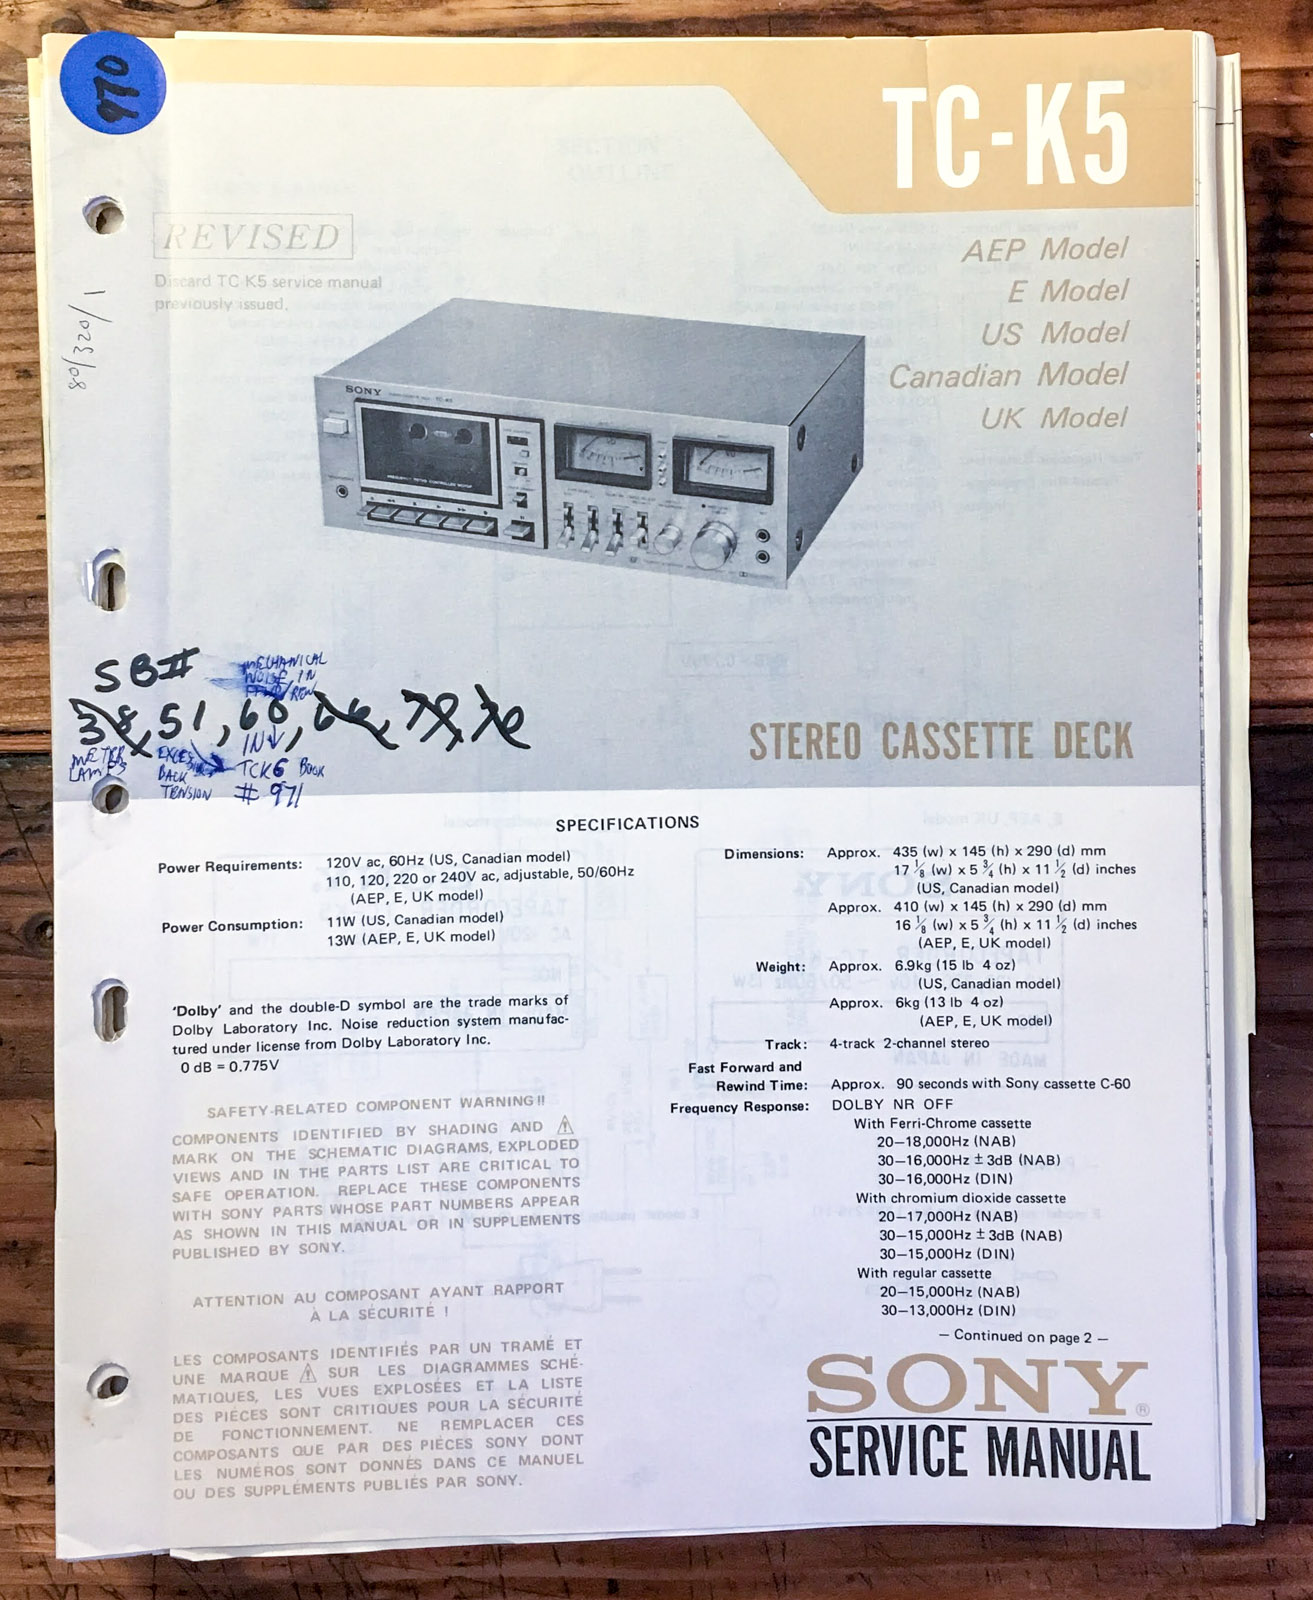 970
TC-K5
REVISED
Discard TC K5 service manual
previously issued.
AEP Model
E Model
US Model
Canadian Model
UK Model
80/320/1
SONY
TC-K5
SB#
MECHANICAL
NOISE IN
/REW
38, 51, 60, 66,
METER
LAMPS
BACK
TENSION
IN
TCK6 BOOK
# 971
STEREO CASSETTE DECK
SPECIFICATIONS
Power Requirements: 120V ac, 60Hz (US, Canadian model)
110, 120, 220 or 240V ac, adjustable, 50/60Hz
(AEP, E, UK model)
Power Consumption: 11W (US, Canadian model)
13W (AEP, E, UK model)
'Dolby' and the double-D symbol are the trade marks of
Dolby Laboratory Inc. Noise reduction system manufac-
tured under license from Dolby Laboratory Inc.
0 dB = 0.775V
SAFETY-RELATED COMPONENT WARNING!!
COMPONENTS IDENTIFIED BY SHADING AND ⚠
MARK ON THE SCHEMATIC DIAGRAMS, EXPLODED
VIEWS AND IN THE PARTS LIST ARE CRITICAL TO
SAFE OPERATION. REPLACE THESE COMPONENTS
WITH SONY PARTS WHOSE PART NUMBERS APPEAR
AS SHOWN IN THIS MANUAL OR IN SUPPLEMENTS
PUBLISHED BY SONY.
ATTENTION AU COMPOSANT AYANT RAPPORT
À LA SÉCURITÉ !
LES COMPOSANTS IDENTIFIÉS PAR UN TRAMÉ ET
UNE MARQUE ⚠ SUR LES DIAGRAMMES SCHÉ-
MATIQUES, LES VUES EXPLOSÉES ET LA LISTE
DES PIÈCES SONT CRITIQUES POUR LA SÉCURITÉ
DE FONCTIONNEMENT. NE REMPLACER CES
COMPOSANTS QUE PAR DES PIÈCES SONY DONT
LES NUMÉROS SONT DONNÉS DANS CE MANUEL
OU DES SUPPLÉMENTS PUBLIÉS PAR SONY.
Dimensions: Approx. 435 (w) x 145 (h) x 290 (d) mm
17 1/8 (w) x 5 3/4 (h) x 11 1/2 (d) inches
(US, Canadian model)
Approx. 410 (w) x 145 (h) x 290 (d) mm
16 1/8 (w) x 5 3/4 (h) x 11 1/2 (d) inches
(AEP, E, UK model)
Weight: Approx. 6.9kg (15 lb 4 oz)
(US, Canadian model)
Approx. 6kg (13 lb 4 oz)
(AEP, E, UK model)
Track: 4-track 2-channel stereo
Fast Forward and
Rewind Time: Approx. 90 seconds with Sony cassette C-60
Frequency Response: DOLBY NR OFF
With Ferri-Chrome cassette
20–18,000Hz (NAB)
30–16,000Hz ± 3dB (NAB)
30–16,000Hz (DIN)
With chromium dioxide cassette
20–17,000Hz (NAB)
30–15,000Hz ± 3dB (NAB)
30–15,000Hz (DIN)
With regular cassette
20–15,000Hz (NAB)
30–13,000Hz (DIN)
— Continued on page 2 —
SONY®
SERVICE MANUAL